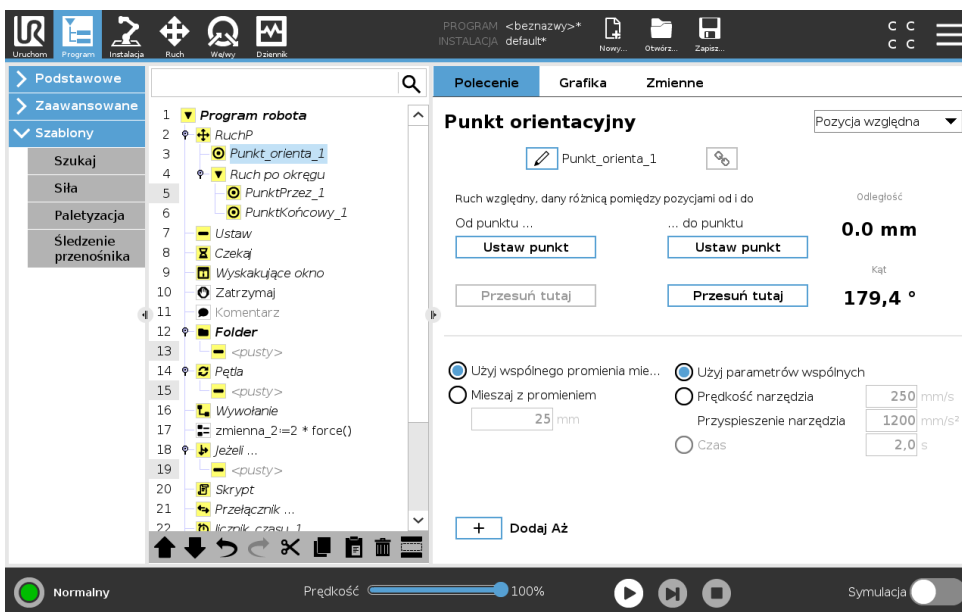 UR
PROGRAM <beznazwy>*
INSTALACJA default*
C C
C C
Uruchom Program Instalacja Ruch We/wy Dziennik Nowy... Otwórz... Zapisz...
Podstawowe
Zaawansowane
Szablony
Szukaj
Siła
Paletyzacja
Śledzenie
przenośnika
1 Program robota
2 RuchP
3 Punkt_orienta_1
4 Ruch po okręgu
5 PunktPrzez_1
6 PunktKońcowy_1
7 Ustaw
8 Czekaj
9 Wyskakujące okno
10 Zatrzymaj
11 Komentarz
12 Folder
13 <pusty>
14 Pętla
15 <pusty>
16 Wywołanie
17 zmienna_2≔2 * force()
18 Jeżeli ...
19 <pusty>
20 Skrypt
21 Przełącznik ...
22 licznik_czasu_1
Polecenie Grafika Zmienne
Punkt orientacyjny
Pozycja względna
Punkt_orienta_1
Ruch względny, dany różnicą pomiędzy pozycjami od i do
Od punktu ... ... do punktu
Ustaw punkt Ustaw punkt
Przesuń tutaj Przesuń tutaj
Odległość
0.0 mm
Kąt
179,4 °
Użyj wspólnego promienia mie...
Mieszaj z promieniem
25 mm
Użyj parametrów wspólnych
Prędkość narzędzia 250 mm/s
Przyspieszenie narzędzia 1200 mm/s²
Czas 2,0 s
+ Dodaj Aż
Normalny Prędkość 100% Symulacja